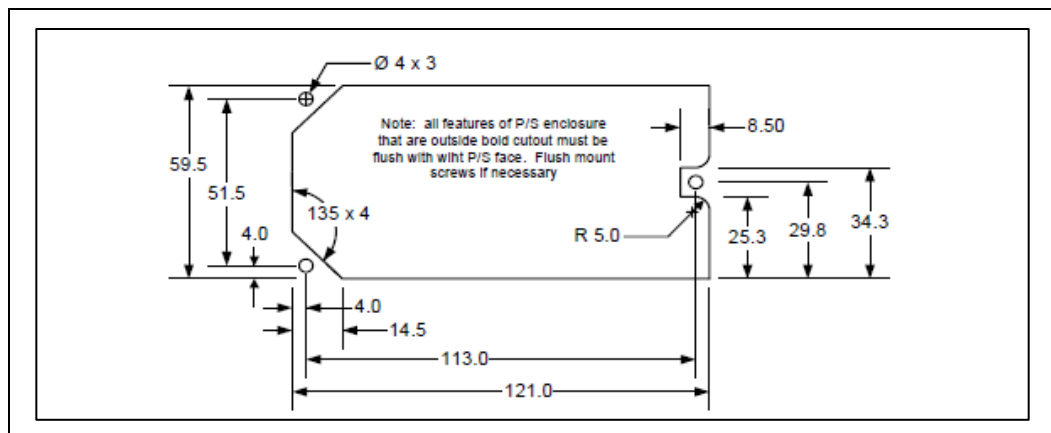 Ø 4 x 3
Note: all features of P/S enclosure
that are outside bold cutout must be
flush with wiht P/S face. Flush mount
screws if necessary
8.50
59.5
51.5
135 x 4
4.0
R 5.0
25.3
29.8
34.3
4.0
14.5
113.0
121.0